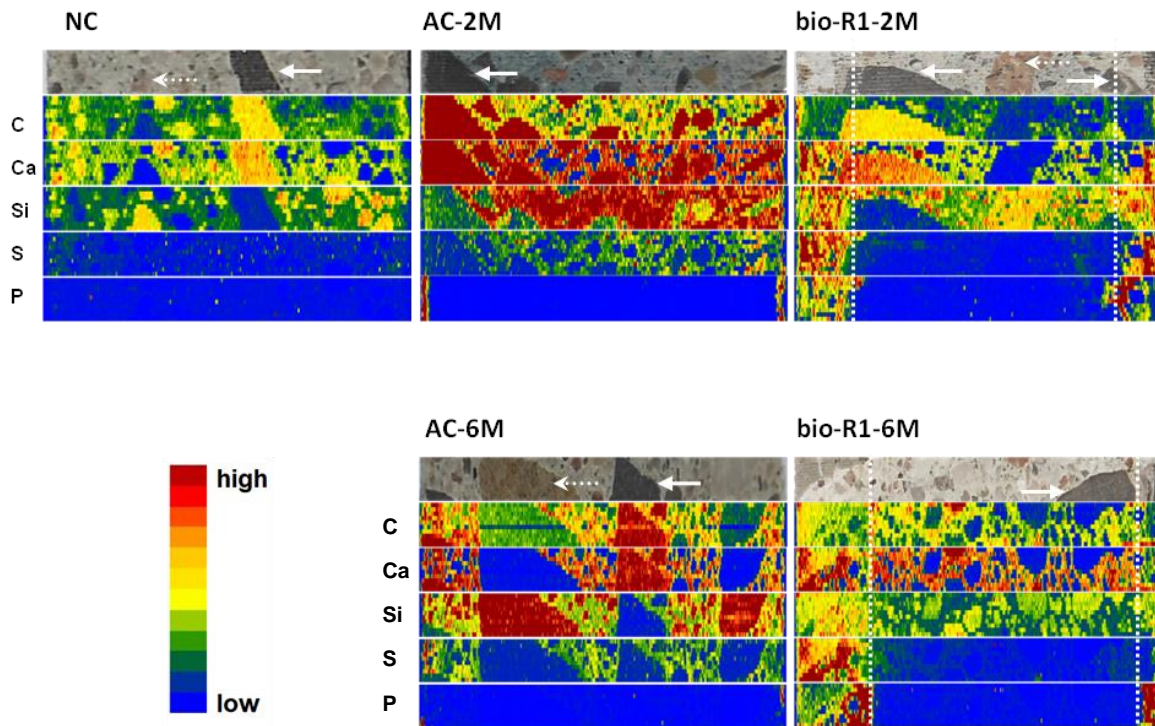 NC
AC-2M
bio-R1-2M
C
Ca
Si
S
P
AC-6M
bio-R1-6M
high
low
C
Ca
Si
S
P